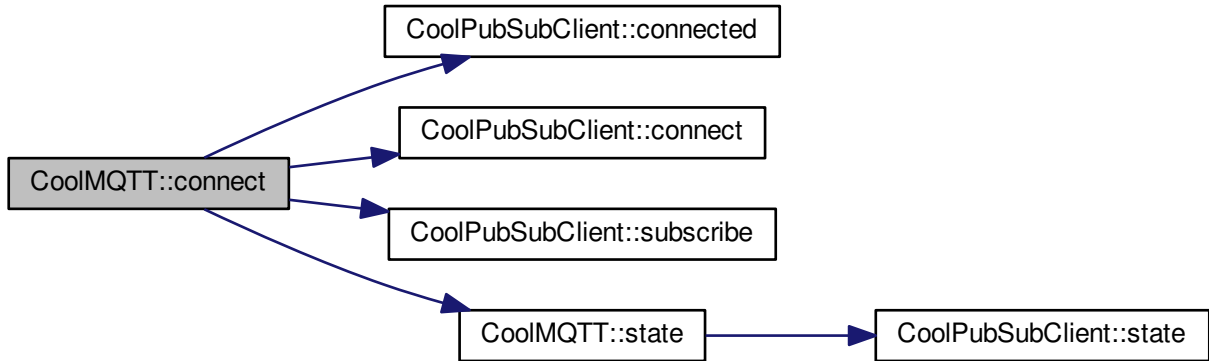 CoolPubSubClient::connected
CoolPubSubClient::connect
CoolMQTT::connect
CoolPubSubClient::subscribe
CoolMQTT::state
CoolPubSubClient::state